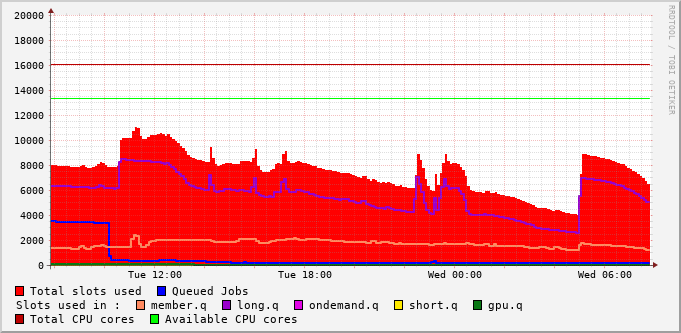 20000
18000
16000
14000
12000
10000
8000
6000
4000
2000
0
Tue 12:00 Tue 18:00 Wed 00:00 Wed 06:00
RRDTOOL / TOBI OETIKER
Total slots used Queued Jobs
Slots used in : member.q long.q ondemand.q short.q gpu.q
Total CPU cores Available CPU cores